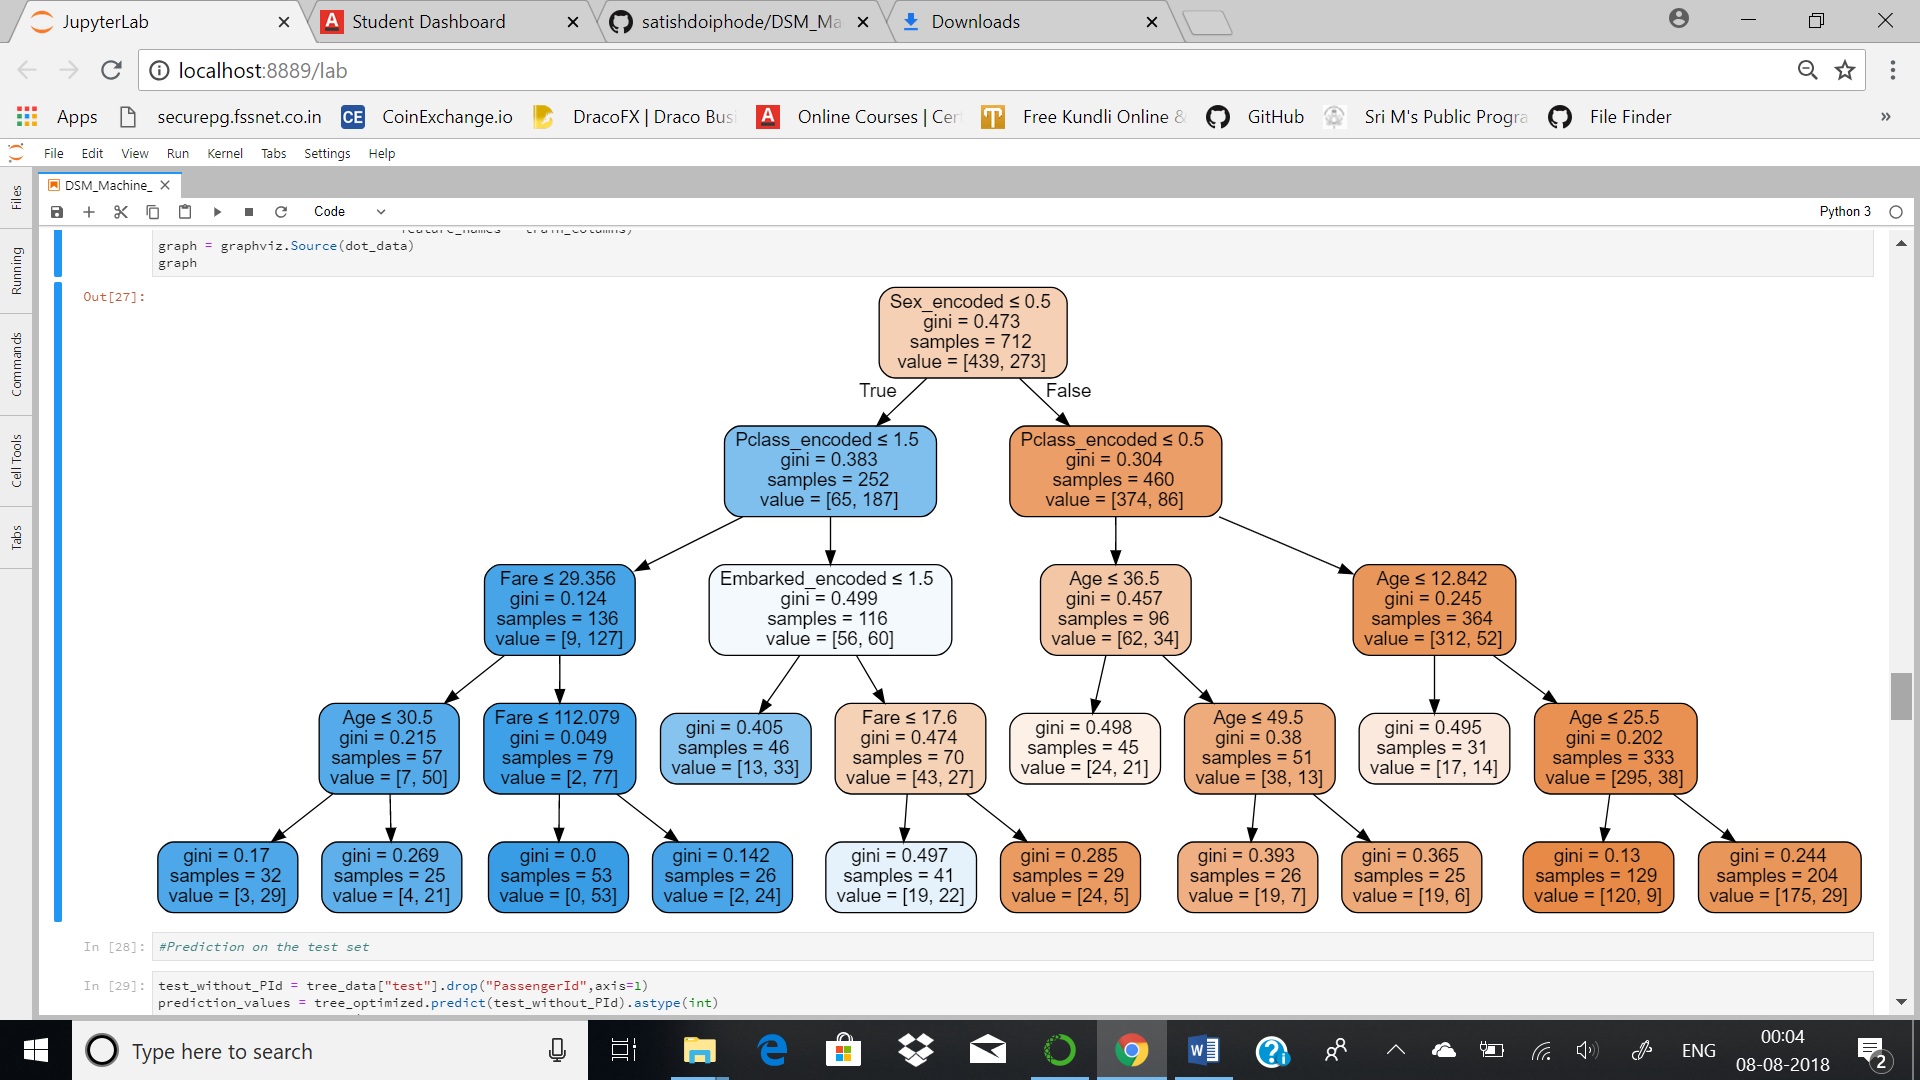 JupyterLab
Student Dashboard
satishdoiphode/DSM_Ma
Downloads
localhost:8889/lab
Apps
securepg.fssnet.co.in
CE
CoinExchange.io
DracoFX | Draco Busi
A
Online Courses | Cert
T
Free Kundli Online &
GitHub
Sri M's Public Progra
File Finder
»
File Edit View Run Kernel Tabs Settings Help
Files
Running
Commands
Cell Tools
Tabs
DSM_Machine_
Code
Python 3
feature_names train_columns)
graph = graphviz.Source(dot_data)
graph
Out[27]:
Sex_encoded ≤ 0.5
gini = 0.473
samples = 712
value = [439, 273]
True
False
Pclass_encoded ≤ 1.5
gini = 0.383
samples = 252
value = [65, 187]
Pclass_encoded ≤ 0.5
gini = 0.304
samples = 460
value = [374, 86]
Fare ≤ 29.356
gini = 0.124
samples = 136
value = [9, 127]
Embarked_encoded ≤ 1.5
gini = 0.499
samples = 116
value = [56, 60]
Age ≤ 36.5
gini = 0.457
samples = 96
value = [62, 34]
Age ≤ 12.842
gini = 0.245
samples = 364
value = [312, 52]
Age ≤ 30.5
gini = 0.215
samples = 57
value = [7, 50]
Fare ≤ 112.079
gini = 0.049
samples = 79
value = [2, 77]
gini = 0.405
samples = 46
value = [13, 33]
Fare ≤ 17.6
gini = 0.474
samples = 70
value = [43, 27]
gini = 0.498
samples = 45
value = [24, 21]
Age ≤ 49.5
gini = 0.38
samples = 51
value = [38, 13]
gini = 0.495
samples = 31
value = [17, 14]
Age ≤ 25.5
gini = 0.202
samples = 333
value = [295, 38]
gini = 0.17
samples = 32
value = [3, 29]
gini = 0.269
samples = 25
value = [4, 21]
gini = 0.0
samples = 53
value = [0, 53]
gini = 0.142
samples = 26
value = [2, 24]
gini = 0.497
samples = 41
value = [19, 22]
gini = 0.285
samples = 29
value = [24, 5]
gini = 0.393
samples = 26
value = [19, 7]
gini = 0.365
samples = 25
value = [19, 6]
gini = 0.13
samples = 129
value = [120, 9]
gini = 0.244
samples = 204
value = [175, 29]
In [28]:
#Prediction on the test set
In [29]:
test_without_PId = tree_data["test"].drop("PassengerId",axis=1)
prediction_values = tree_optimized.predict(test_without_PId).astype(int)
Type here to search
ENG
00:04
08-08-2018
2